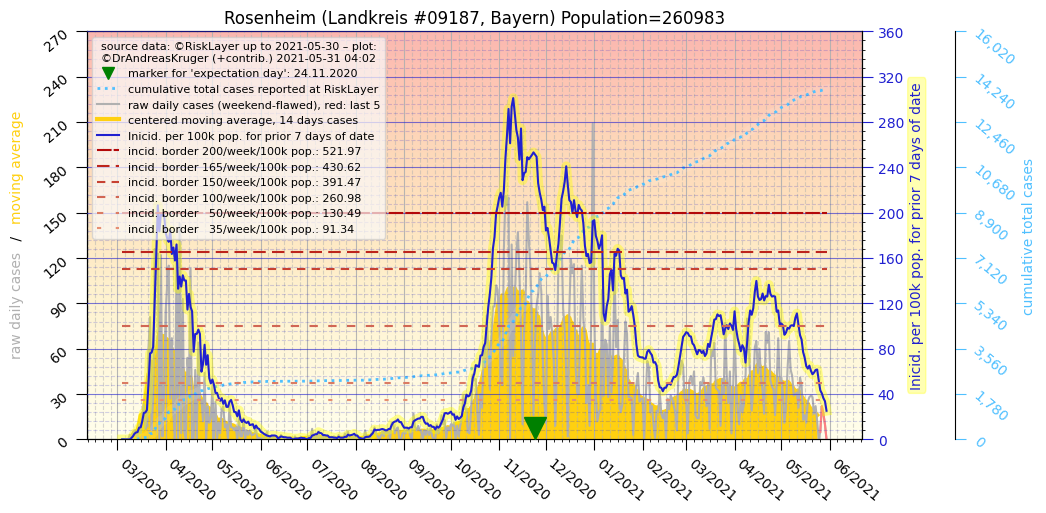 Rosenheim (Landkreis #09187, Bayern) Population=260983
source data: ©RiskLayer up to 2021-05-30 – plot:
©DrAndreasKruger (+contrib.) 2021-05-31 04:02
marker for 'expectation day': 24.11.2020
cumulative total cases reported at RiskLayer
raw daily cases (weekend-flawed), red: last 5
centered moving average, 14 days cases
Inicid. per 100k pop. for prior 7 days of date
incid. border 200/week/100k pop.: 521.97
incid. border 165/week/100k pop.: 430.62
incid. border 150/week/100k pop.: 391.47
incid. border 100/week/100k pop.: 260.98
incid. border   50/week/100k pop.: 130.49
incid. border   35/week/100k pop.: 91.34
raw daily cases  /  moving average
270
240
210
180
150
120
90
60
30
0
03/2020
04/2020
05/2020
06/2020
07/2020
08/2020
09/2020
10/2020
11/2020
12/2020
01/2021
02/2021
03/2021
04/2021
05/2021
06/2021
360
320
280
240
200
160
120
80
40
0
Inicid. per 100k pop. for prior 7 days of date
16,020
14,240
12,460
10,680
8,900
7,120
5,340
3,560
1,780
0
cumulative total cases